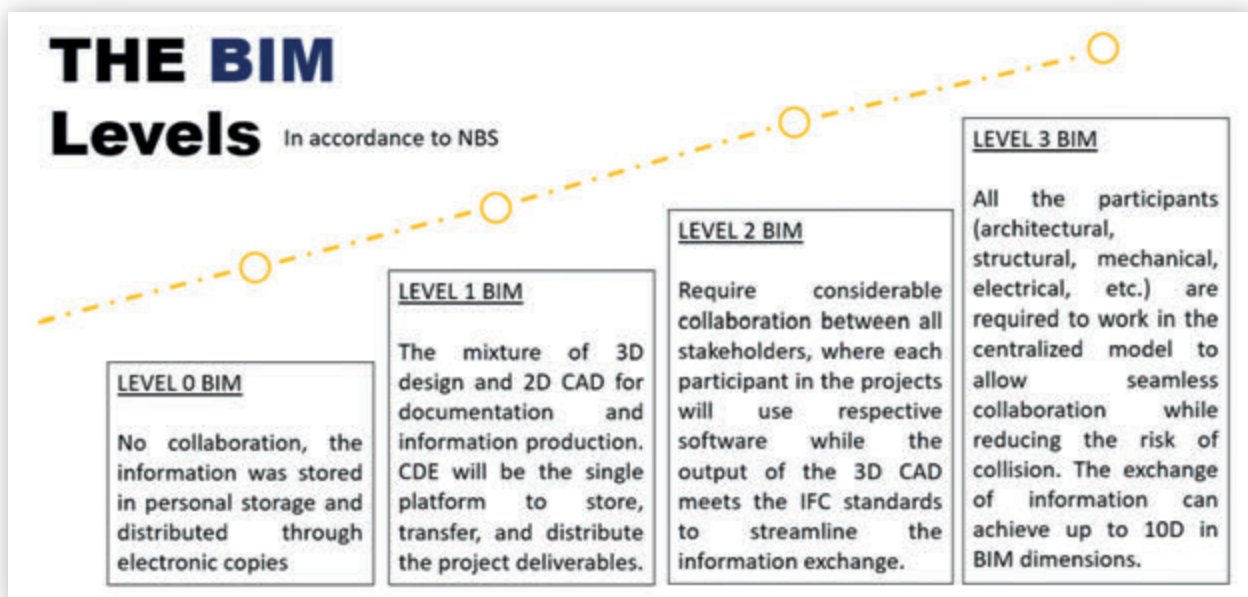 THE BIM
Levels In accordance to NBS
LEVEL 0 BIM
No collaboration, the
information was stored
in personal storage and
distributed through
electronic copies
LEVEL 1 BIM
The mixture of 3D
design and 2D CAD for
documentation and
information production.
CDE will be the single
platform to store,
transfer, and distribute
the project deliverables.
LEVEL 2 BIM
Require considerable
collaboration between all
stakeholders, where each
participant in the projects
will use respective
software while the
output of the 3D CAD
meets the IFC standards
to streamline the
information exchange.
LEVEL 3 BIM
All the participants
(architectural,
structural, mechanical,
electrical, etc.) are
required to work in the
centralized model to
allow seamless
collaboration while
reducing the risk of
collision. The exchange
of information can
achieve up to 10D in
BIM dimensions.